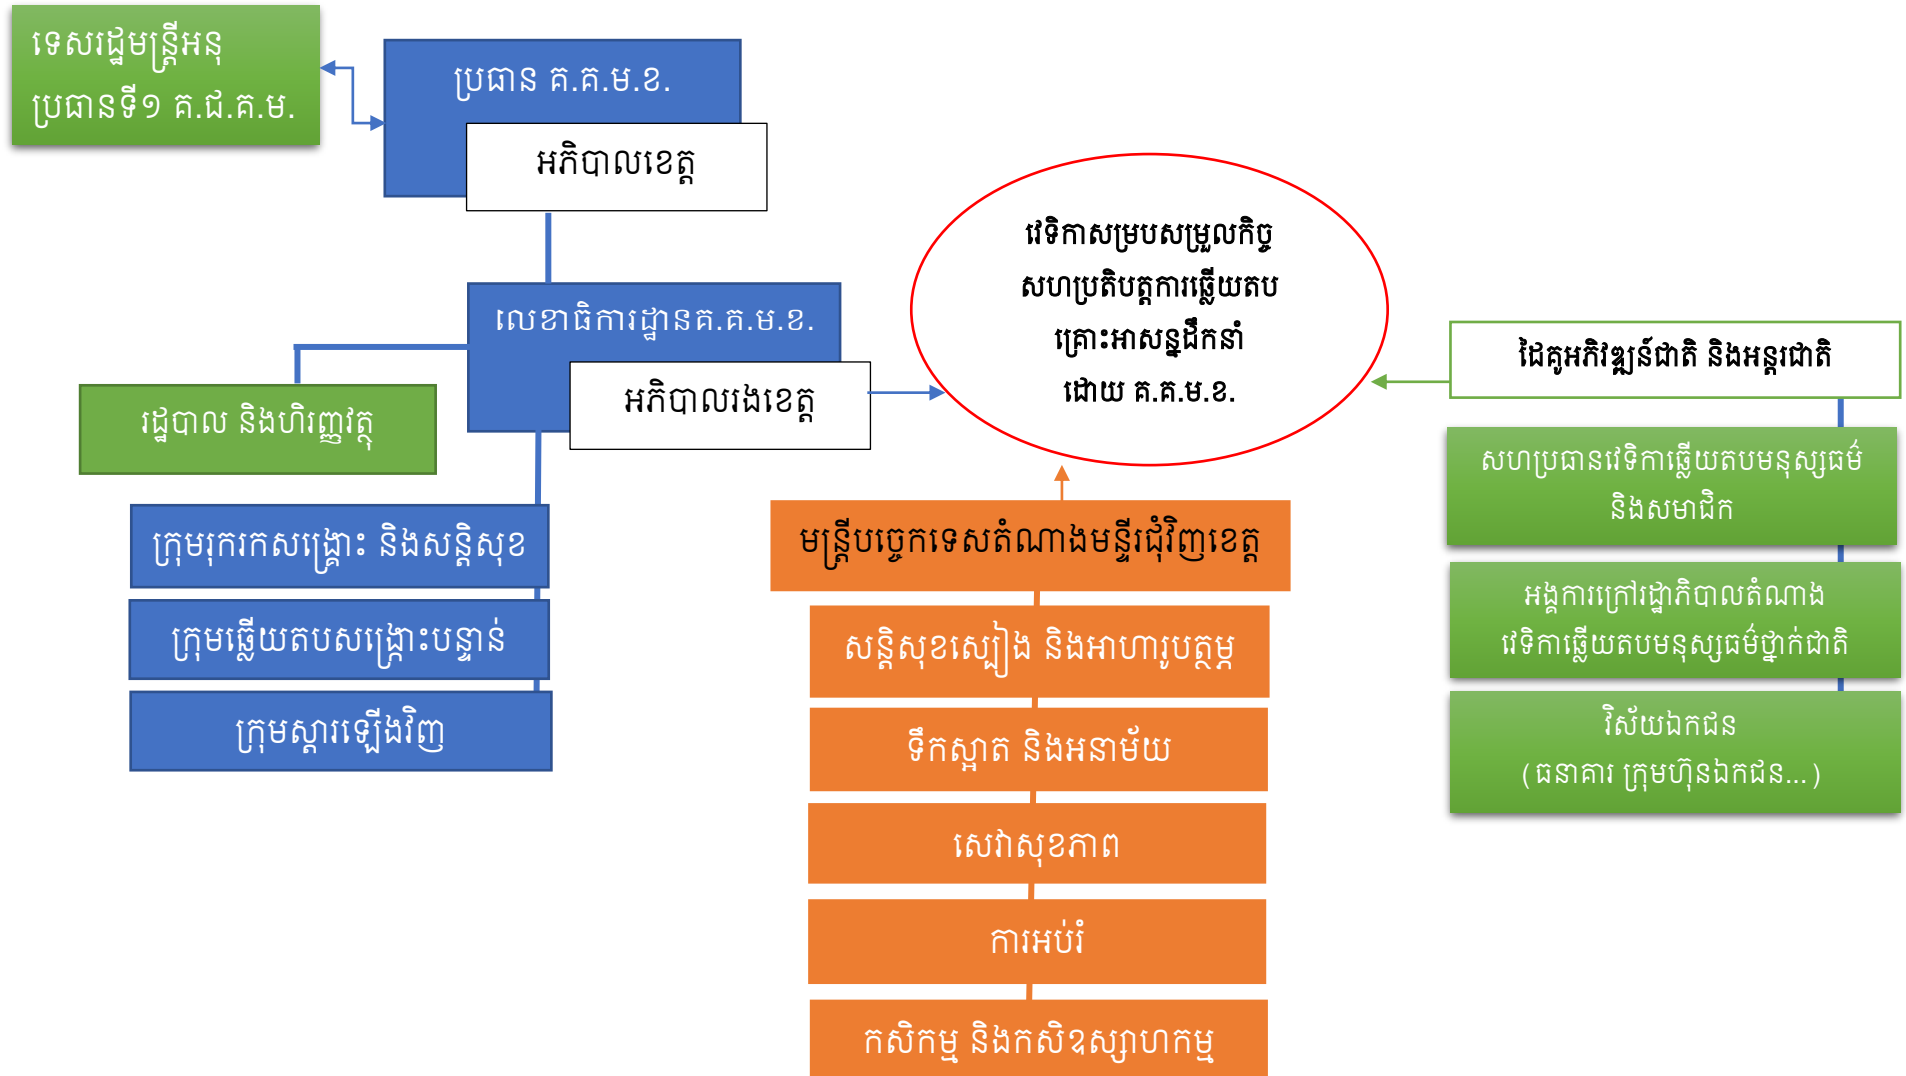 ទេសរដ្ឋមន្ត្រីអនុ
ប្រធានទី១ គ.ជ.គ.ម.
ប្រធាន គ.គ.ម.ខ.
អភិបាលខេត្ត
លេខាធិការដ្ឋានគ.គ.ម.ខ.
អភិបាលរងខេត្ត
រដ្ឋបាល និងហិរញ្ញវត្ថុ
ក្រុមរុករកសង្គ្រោះ និងសន្តិសុខ
ក្រុមឆ្លើយតបសង្គ្រោះបន្ទាន់
ក្រុមស្តារឡើងវិញ
វេទិកាសម្របសម្រួលកិច្ច
សហប្រតិបត្តការឆ្លើយតប
គ្រោះអាសន្នដឹកនាំ
ដោយ គ.គ.ម.ខ.
មន្ត្រីបច្ចេកទេសតំណាងមន្ទីរជុំវិញខេត្ត
សន្តិសុខស្បៀង និងអាហារូបត្ថម្ភ
ទឹកស្អាត និងអនាម័យ
សេវាសុខភាព
ការអប់រំ
កសិកម្ម និងកសិឧស្សាហកម្ម
ដៃគូអភិវឌ្ឍន៍ជាតិ និងអន្តរជាតិ
សហប្រធានវេទិកាឆ្លើយតបមនុស្សធម៌
និងសមាជិក
អង្គការក្រៅរដ្ឋាភិបាលតំណាង
វេទិកាឆ្លើយតបមនុស្សធម៌ថ្នាក់ជាតិ
វិស័យឯកជន
(ធនាគារ ក្រុមហ៊ុនឯកជន...)